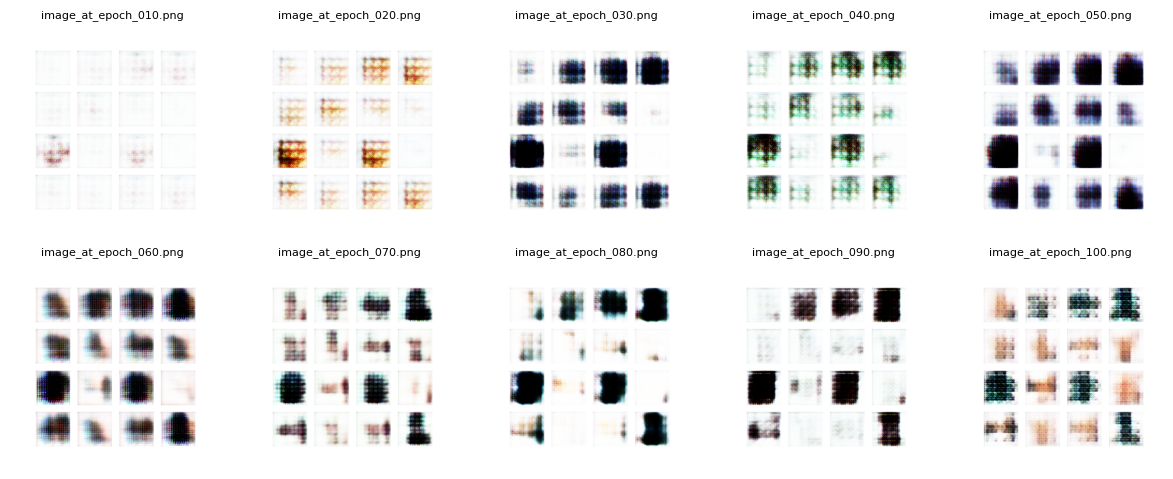 image_at_epoch_010.png
image_at_epoch_020.png
image_at_epoch_030.png
image_at_epoch_040.png
image_at_epoch_050.png
image_at_epoch_060.png
image_at_epoch_070.png
image_at_epoch_080.png
image_at_epoch_090.png
image_at_epoch_100.png